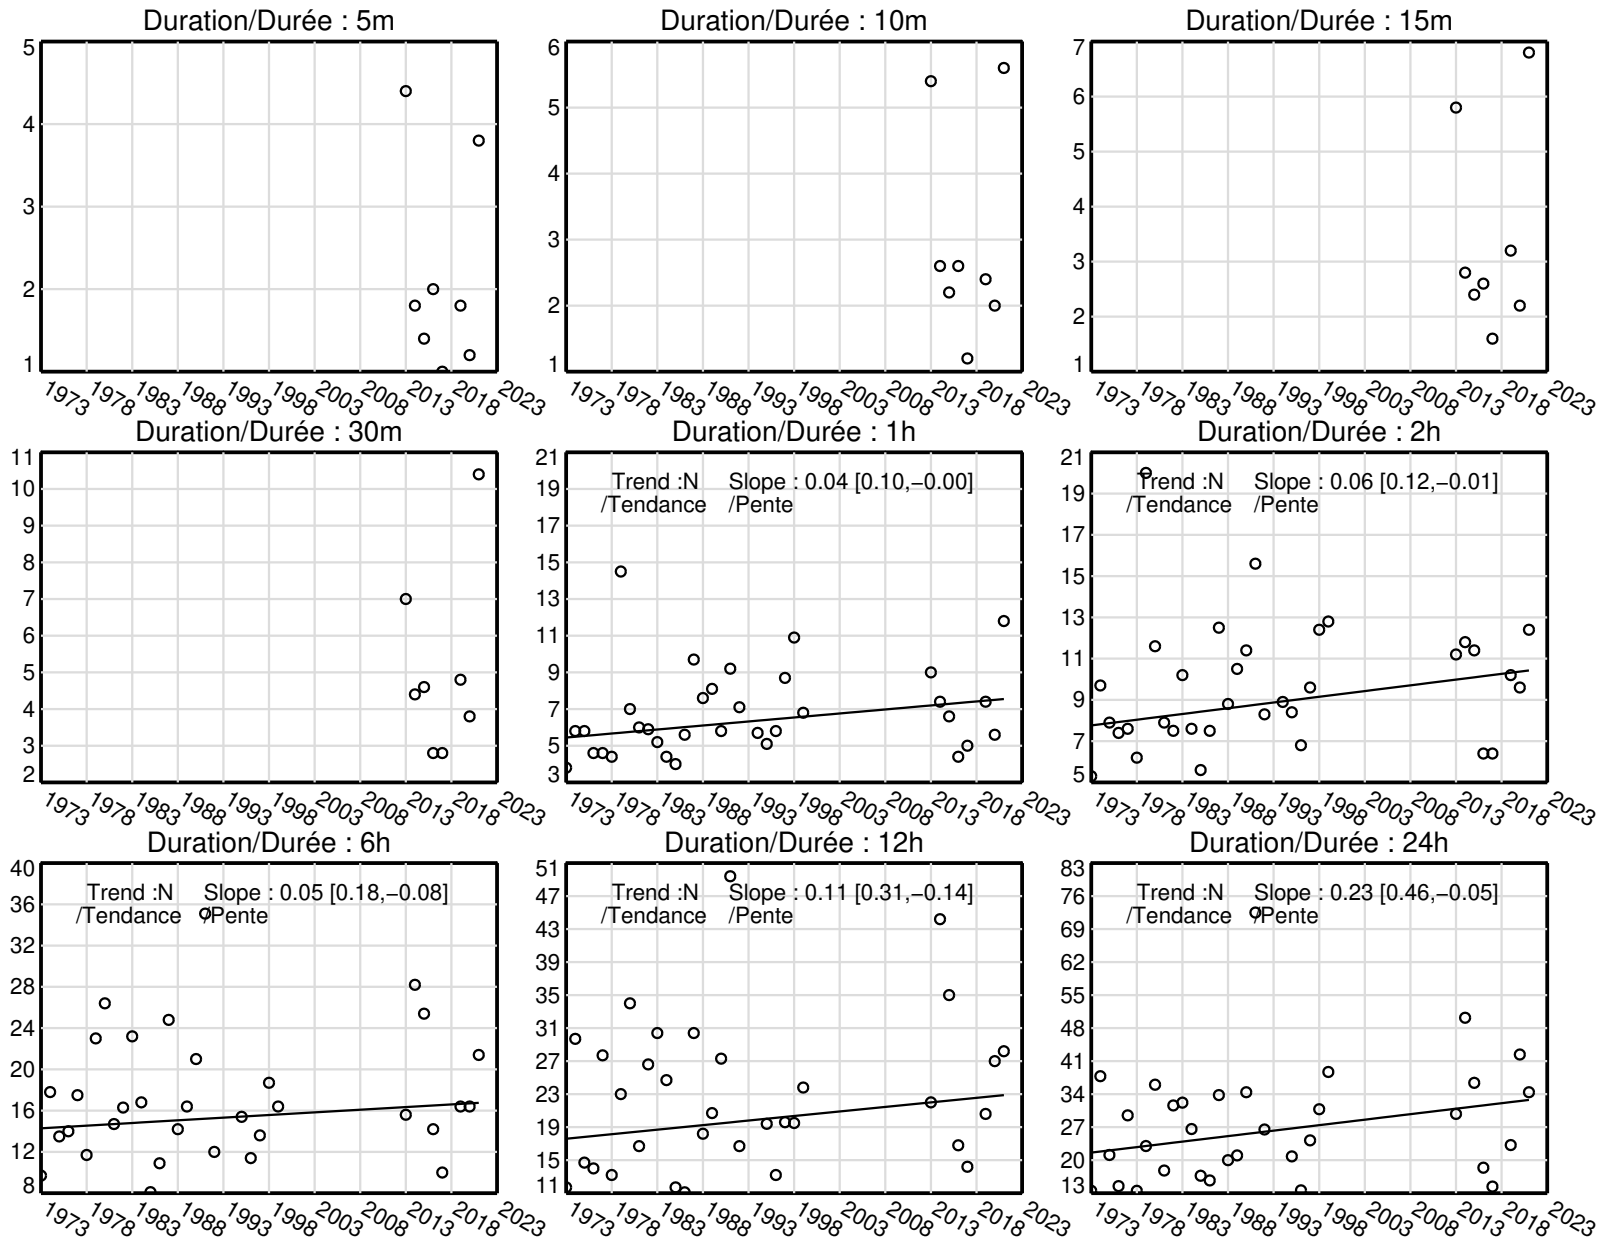 Duration/Durée : 5m
5
4
3
2
1
1973 1978 1983 1988 1993 1998 2003 2008 2013 2018 2023
Duration/Durée : 10m
6
5
4
3
2
1
1973 1978 1983 1988 1993 1998 2003 2008 2013 2018 2023
Duration/Durée : 15m
7
6
5
4
3
2
1
1973 1978 1983 1988 1993 1998 2003 2008 2013 2018 2023
Duration/Durée : 30m
11
10
9
8
7
6
5
4
3
2
1973 1978 1983 1988 1993 1998 2003 2008 2013 2018 2023
Duration/Durée : 1h
Trend :N Slope : 0.04 [0.10,−0.00]
/Tendance /Pente
21
19
17
15
13
11
9
7
5
3
1973 1978 1983 1988 1993 1998 2003 2008 2013 2018 2023
Duration/Durée : 2h
Trend :N Slope : 0.06 [0.12,−0.01]
/Tendance /Pente
21
19
17
15
13
11
9
7
5
1973 1978 1983 1988 1993 1998 2003 2008 2013 2018 2023
Duration/Durée : 6h
Trend :N Slope : 0.05 [0.18,−0.08]
/Tendance /Pente
40
36
32
28
24
20
16
12
8
1973 1978 1983 1988 1993 1998 2003 2008 2013 2018 2023
Duration/Durée : 12h
Trend :N Slope : 0.11 [0.31,−0.14]
/Tendance /Pente
51
47
43
39
35
31
27
23
19
15
11
1973 1978 1983 1988 1993 1998 2003 2008 2013 2018 2023
Duration/Durée : 24h
Trend :N Slope : 0.23 [0.46,−0.05]
/Tendance /Pente
83
76
69
62
55
48
41
34
27
20
13
1973 1978 1983 1988 1993 1998 2003 2008 2013 2018 2023